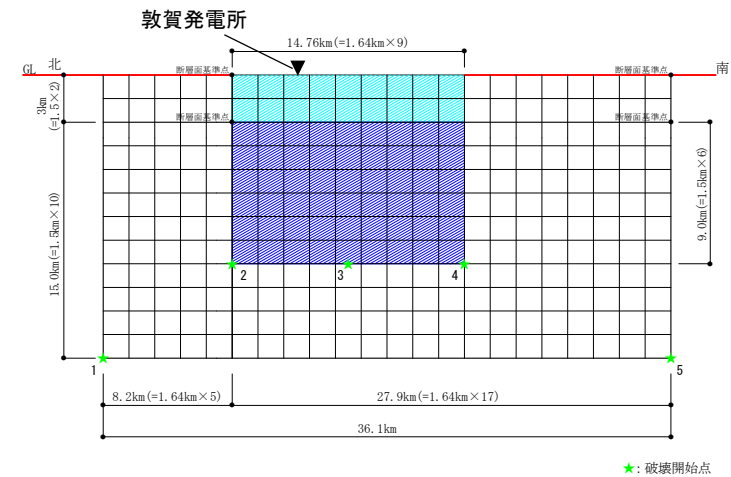 敦賀発電所
14.76km(=1.64km×9)
GL
北
断層面基準点
断層面基準点
南
3km
(=1.5×2)
断層面基準点
断層面基準点
15.0km(=1.5km×10)
9.0km(=1.5km×6)
2
3
4
1
5
8.2km(=1.64km×5)
27.9km(=1.64km×17)
36.1km
★: 破壊開始点